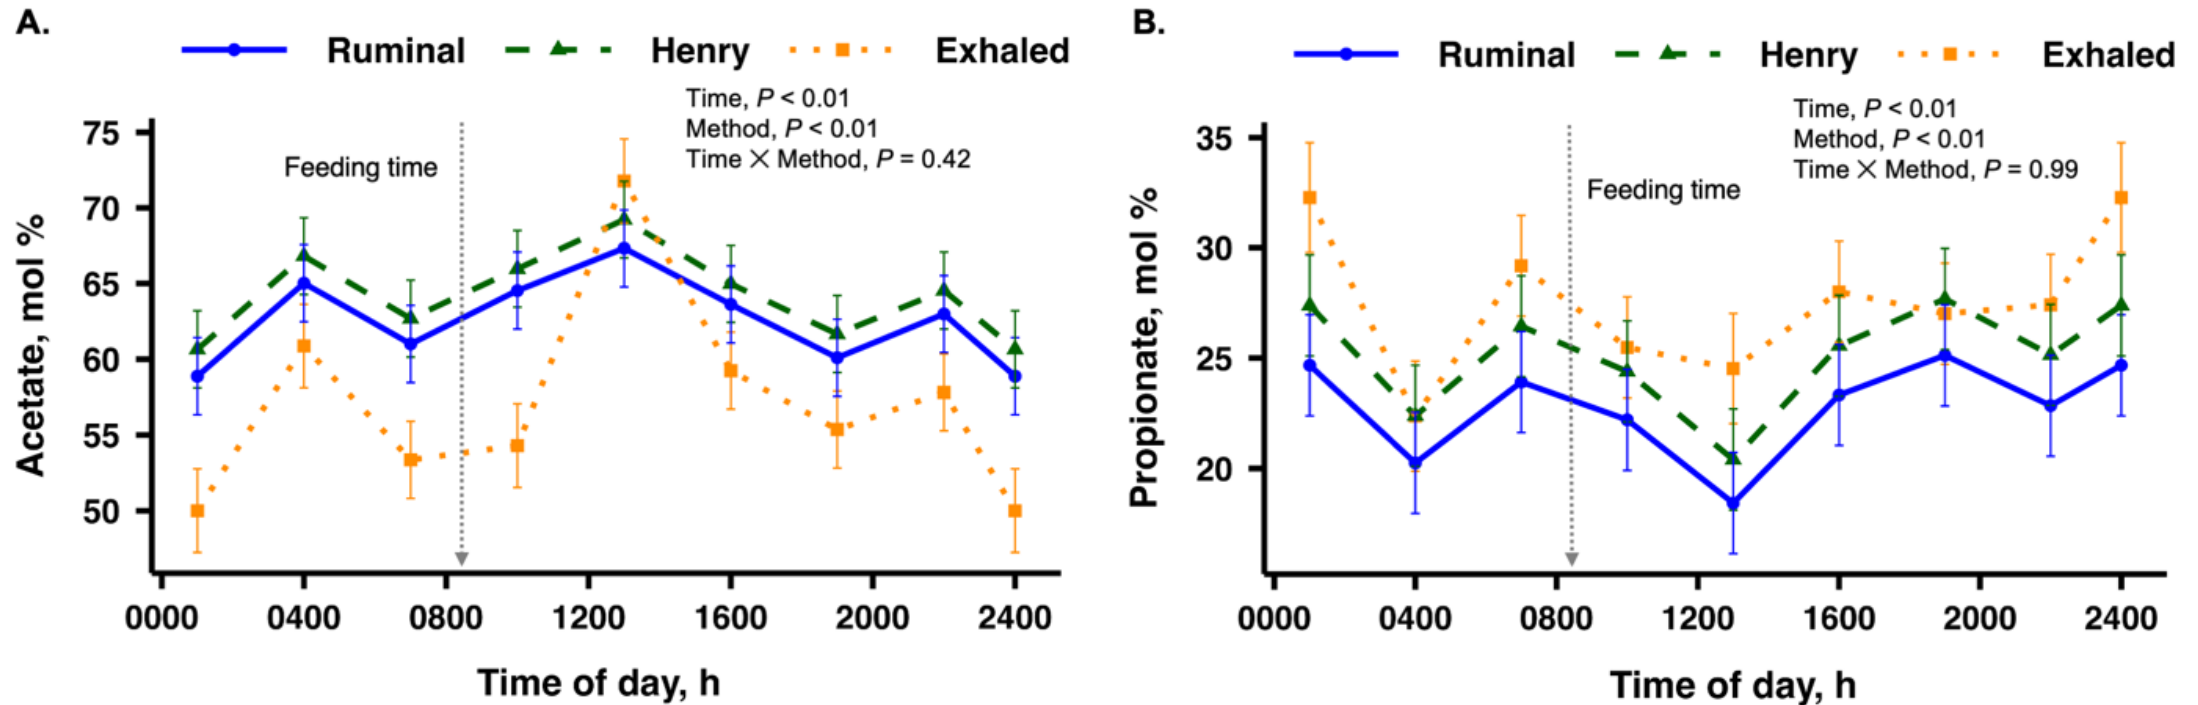 A.
Ruminal Henry Exhaled
Time, P < 0.01
Method, P < 0.01
Time × Method, P = 0.42
Feeding time
Acetate, mol %
75
70
65
60
55
50
0000 0400 0800 1200 1600 2000 2400
Time of day, h
B.
Ruminal Henry Exhaled
Time, P < 0.01
Method, P < 0.01
Time × Method, P = 0.99
Feeding time
Propionate, mol %
35
30
25
20
0000 0400 0800 1200 1600 2000 2400
Time of day, h